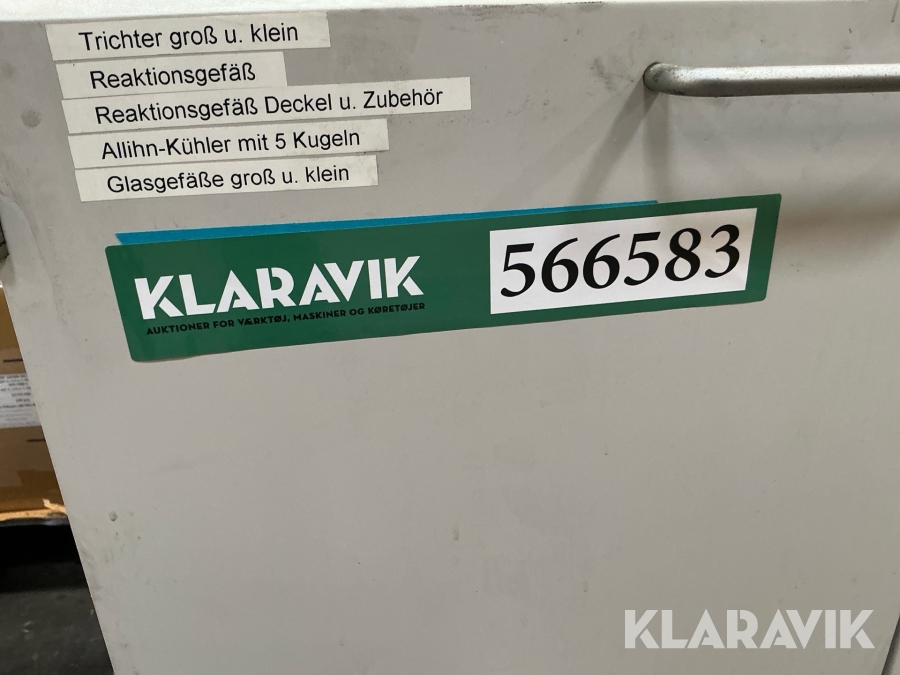 Trichter groß u. klein
Reaktionsgefäß
Reaktionsgefäß Deckel u. Zubehör
Allihn-Kühler mit 5 Kugeln
Glasgefäße groß u. klein
KLARAVIK
AUKTIONER FOR VÆRKTØJ, MASKINER OG KØRETØJER
566583
KLARAVIK